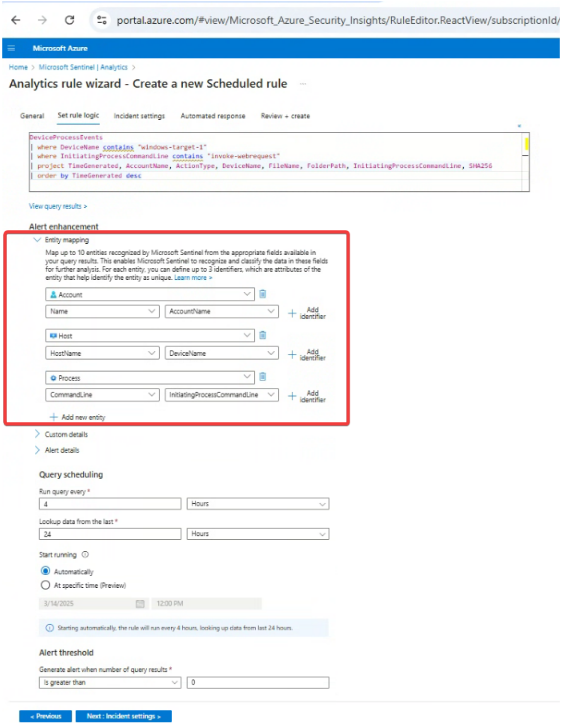 portal.azure.com/#view/Microsoft_Azure_Security_Insights/RuleEditor.ReactView/subscriptionId/
Microsoft Azure
Home > Microsoft Sentinel | Analytics >
Analytics rule wizard - Create a new Scheduled rule ...
General Set rule logic Incident settings Automated response Review + create
DeviceProcessEvents
| where DeviceName contains "windows-target-1"
| where InitiatingProcessCommandLine contains "invoke-webrequest"
| project TimeGenerated, AccountName, ActionType, DeviceName, FileName, FolderPath, InitiatingProcessCommandLine, SHA256
| order by TimeGenerated desc
View query results >
Alert enhancement
Entity mapping
Map up to 10 entities recognized by Microsoft Sentinel from the appropriate fields available in
your query results. This enables Microsoft Sentinel to recognize and classify the data in these fields
for further analysis. For each entity, you can define up to 3 identifiers, which are attributes of the
entity that help identify the entity as unique. Learn more >
Account
Name AccountName + Add identifier
Host
HostName DeviceName + Add identifier
Process
CommandLine InitiatingProcessCommandLine + Add identifier
+ Add new entity
Custom details
Alert details
Query scheduling
Run query every *
4 Hours
Lookup data from the last *
24 Hours
Start running
Automatically
At specific time (Preview)
3/14/2025 12:00 PM
Starting automatically, the rule will run every 4 hours, looking up data from last 24 hours.
Alert threshold
Generate alert when number of query results *
Is greater than 0
< Previous Next : Incident settings >